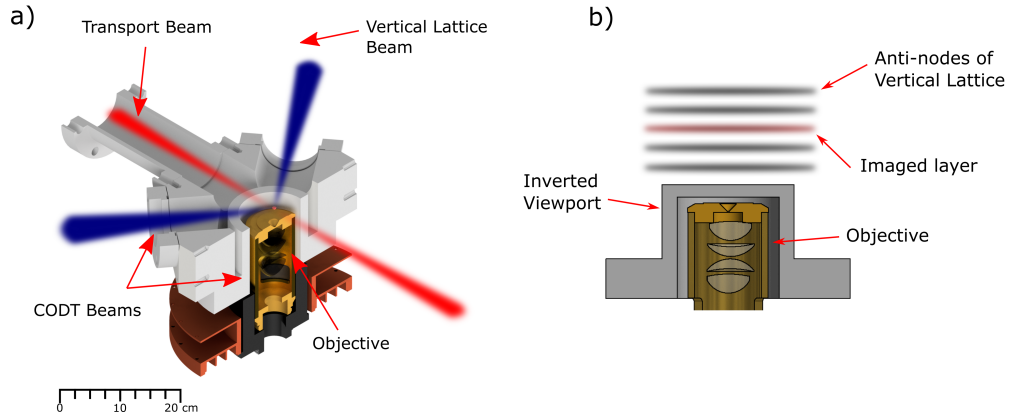 a)
Transport Beam
Vertical Lattice
Beam
CODT Beams
Objective
0 10 20 cm
b)
Anti-nodes of
Vertical Lattice
Imaged layer
Inverted
Viewport
Objective